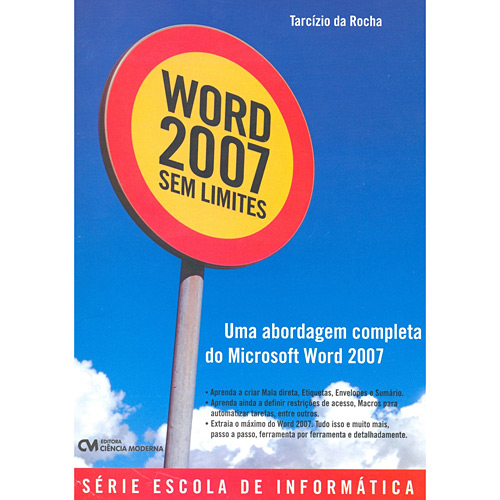 Tarcízio da Rocha
WORD
2007
SEM LIMITES
Uma abordagem completa
do Microsoft Word 2007
• Aprenda a criar Mala direta, Etiquetas, Envelopes e Sumário.
• Aprenda ainda a definir restrições de acesso, Macros para
automatizar tarefas, entre outros.
• Extraia o máximo do Word 2007. Tudo isso e muito mais,
passo a passo, ferramenta por ferramenta e detalhadamente.
CM EDITORA
CIÊNCIA MODERNA
SÉRIE ESCOLA DE INFORMÁTICA